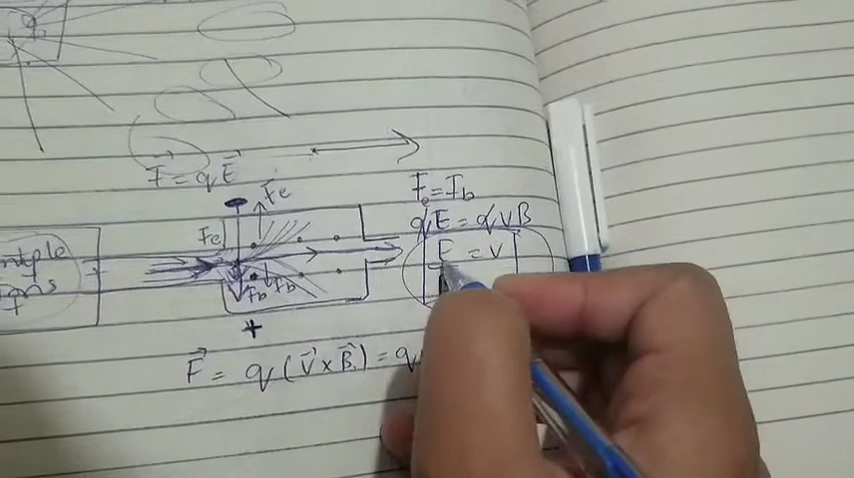 F = qE
Fe
Fe = Fb
Fe
qE = qVB
E = V
fb fb
+
F = q(V x B) = q